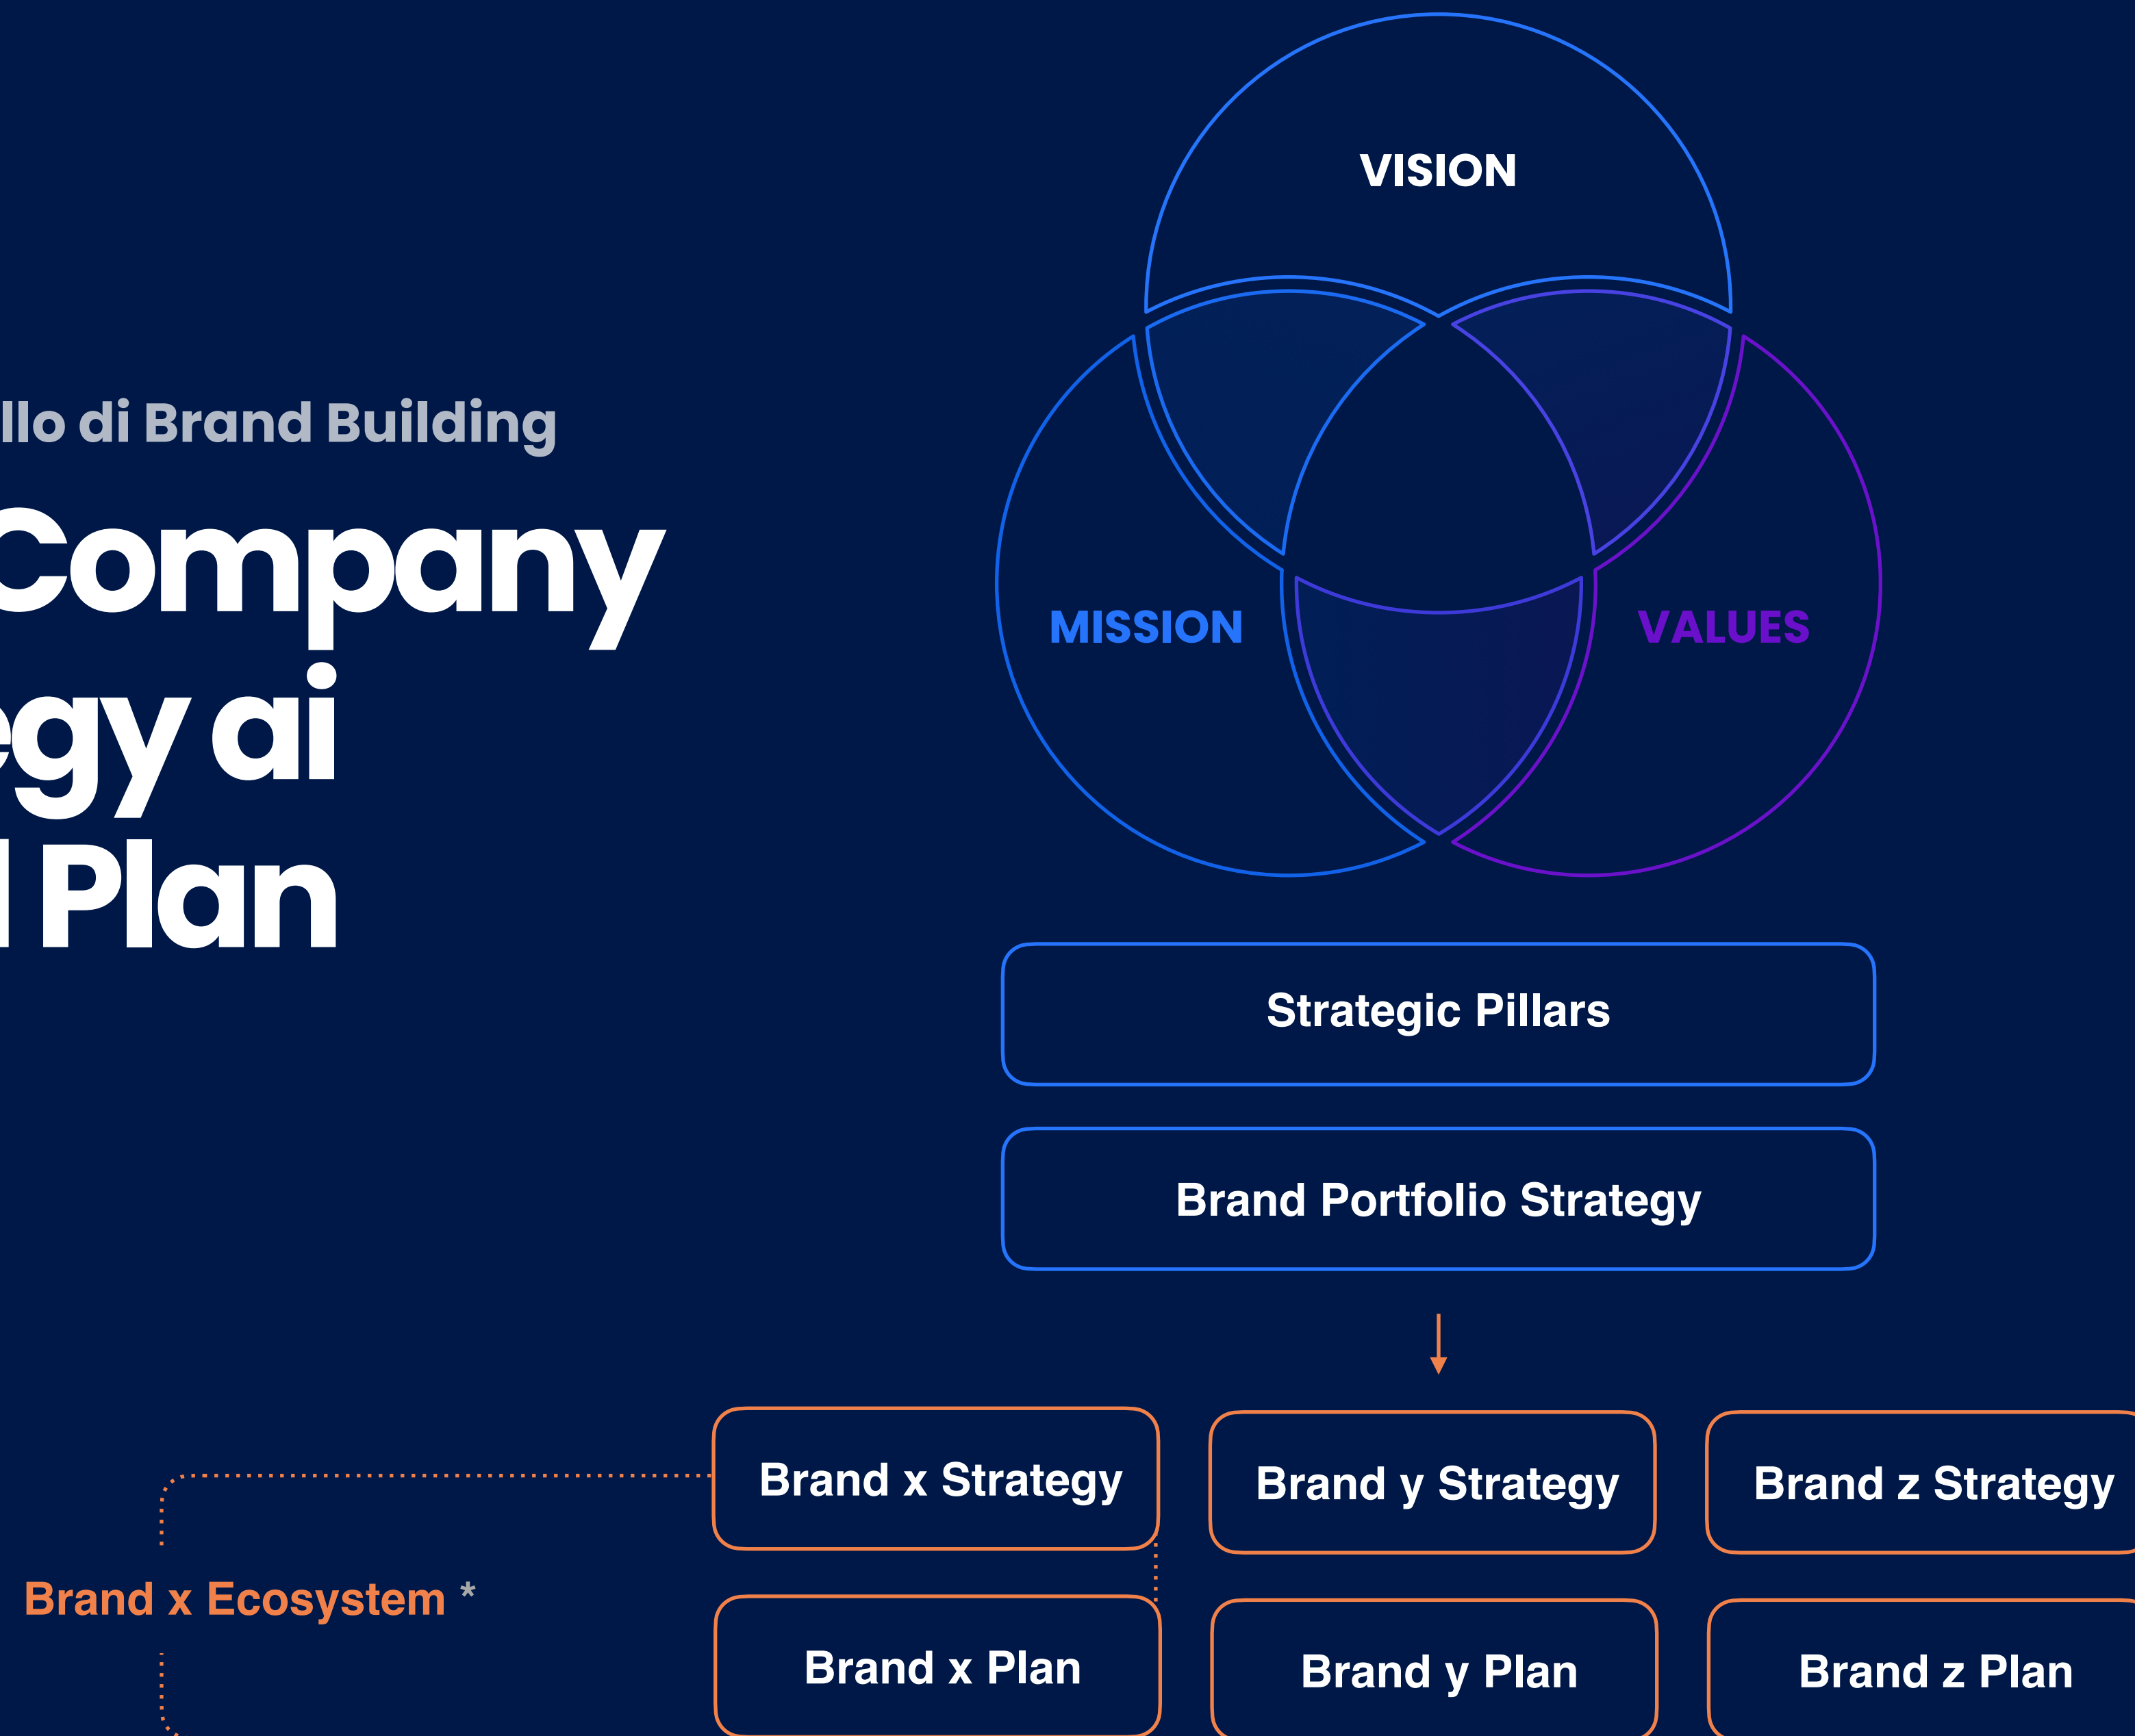 llo di Brand Building
Company
egy ai
Plan
VISION
MISSION
VALUES
Strategic Pillars
Brand Portfolio Strategy
Brand x Strategy
Brand y Strategy
Brand z Strategy
Brand x Ecosystem *
Brand x Plan
Brand y Plan
Brand z Plan